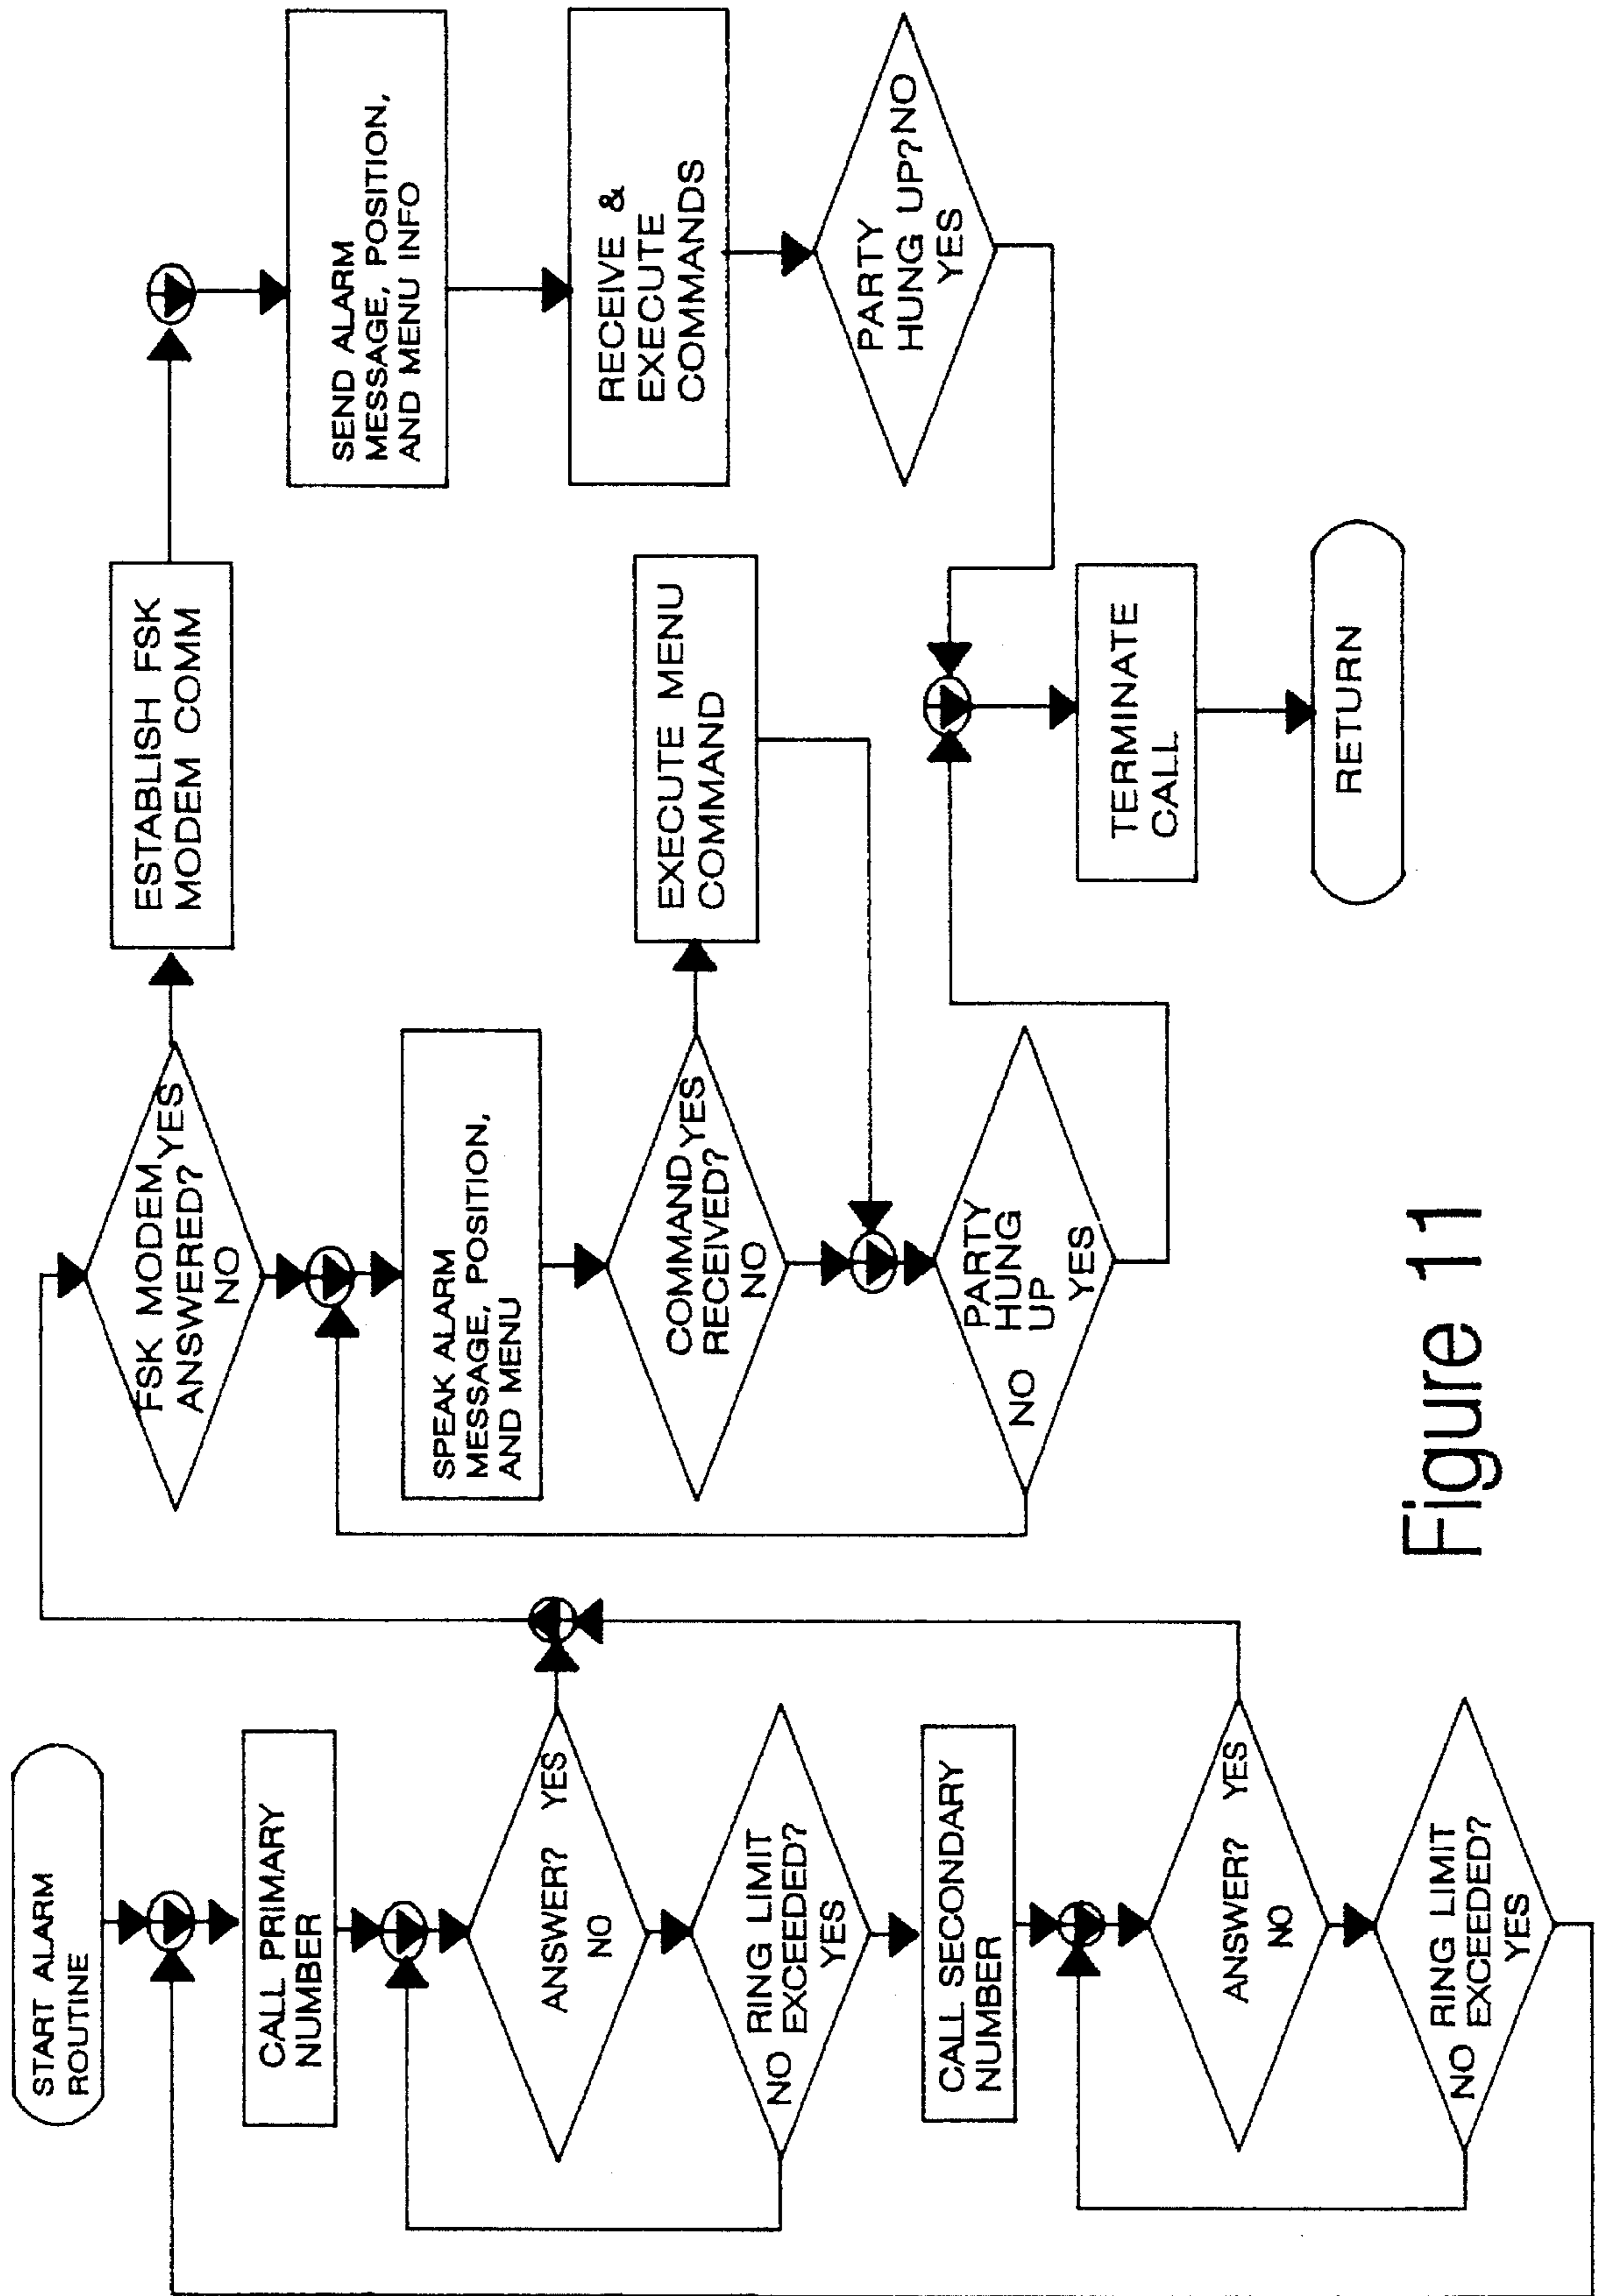 START ALARM
ROUTINE
CALL PRIMARY
NUMBER
ANSWER? YES
NO
RING LIMIT
EXCEEDED?
NO
YES
CALL SECONDARY
NUMBER
ANSWER? YES
NO
RING LIMIT
EXCEEDED?
NO
YES
FSK MODEM
ANSWERED?
YES
NO
SPEAK ALARM
MESSAGE, POSITION,
AND MENU
COMMAND
RECEIVED?
YES
NO
PARTY
HUNG
UP
NO
YES
ESTABLISH FSK
MODEM COMM
EXECUTE MENU
COMMAND
TERMINATE
CALL
RETURN
SEND ALARM
MESSAGE, POSITION,
AND MENU INFO
RECEIVE &
EXECUTE
COMMANDS
PARTY
HUNG UP?NO
YES
Figure 11